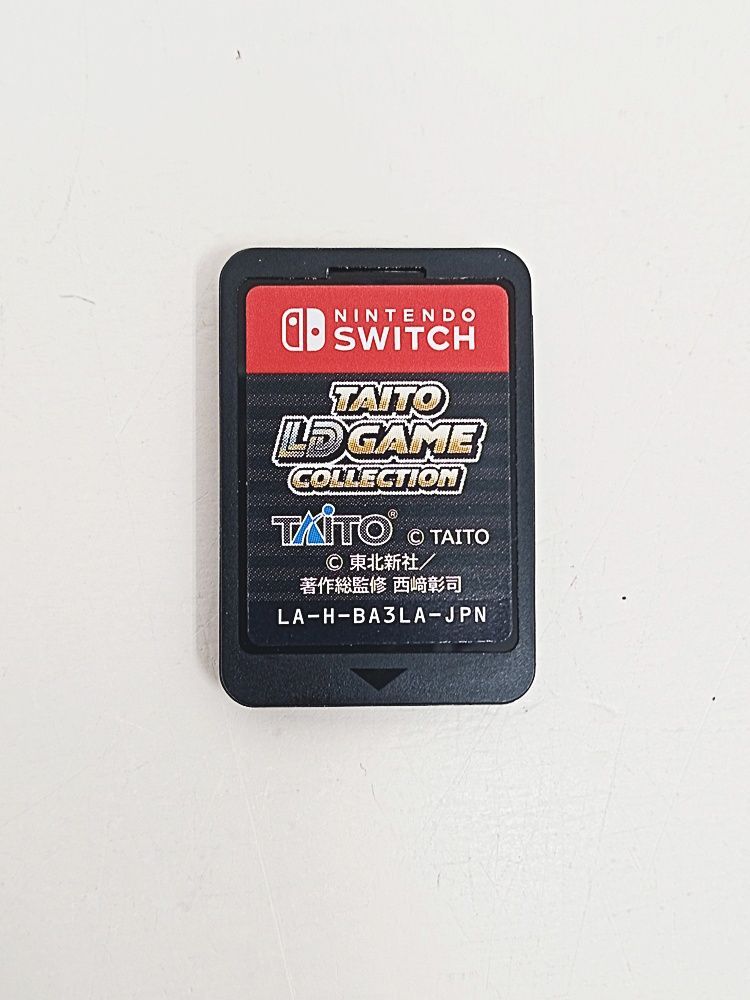 NINTENDO
SWITCH
TAITO
LD GAME
COLLECTION
TAITO® © TAITO
© 東北新社／
著作総監修 西﨑彰司
LA-H-BA3LA-JPN